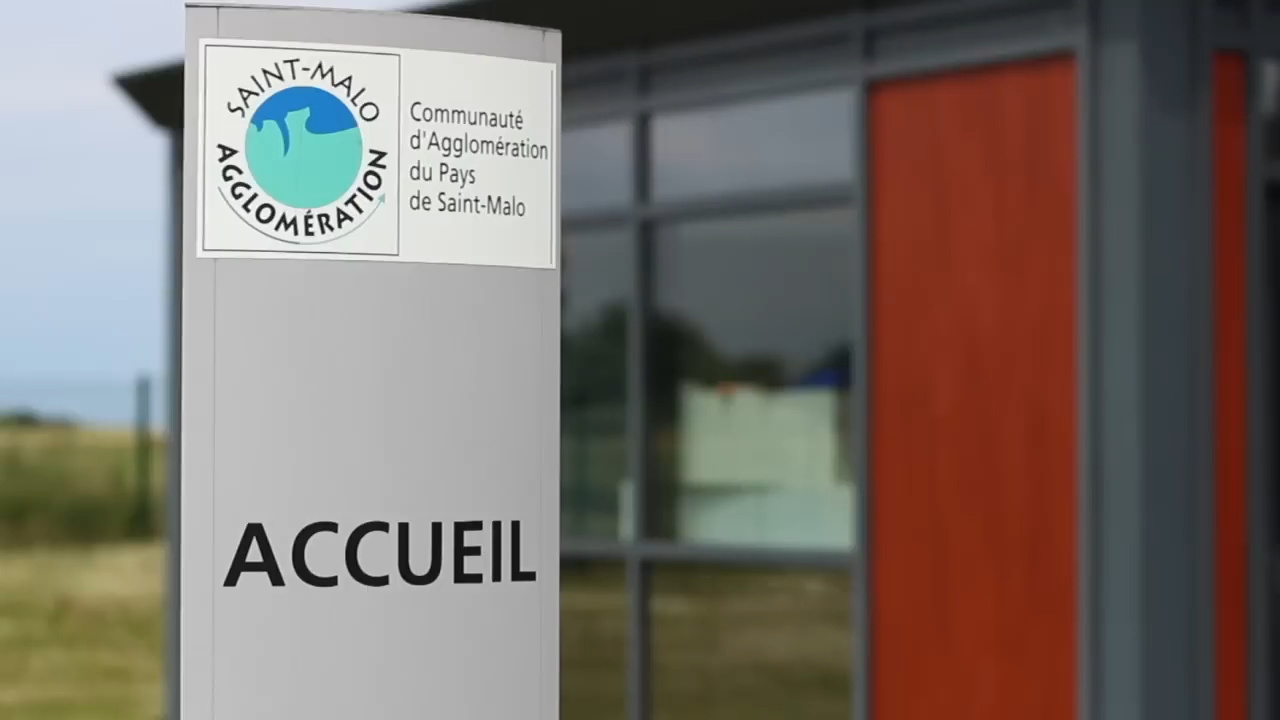 SAINT-MALO
AGGLOMÉRATION
Communauté
d'Agglomération
du Pays
de Saint-Malo
ACCUEIL